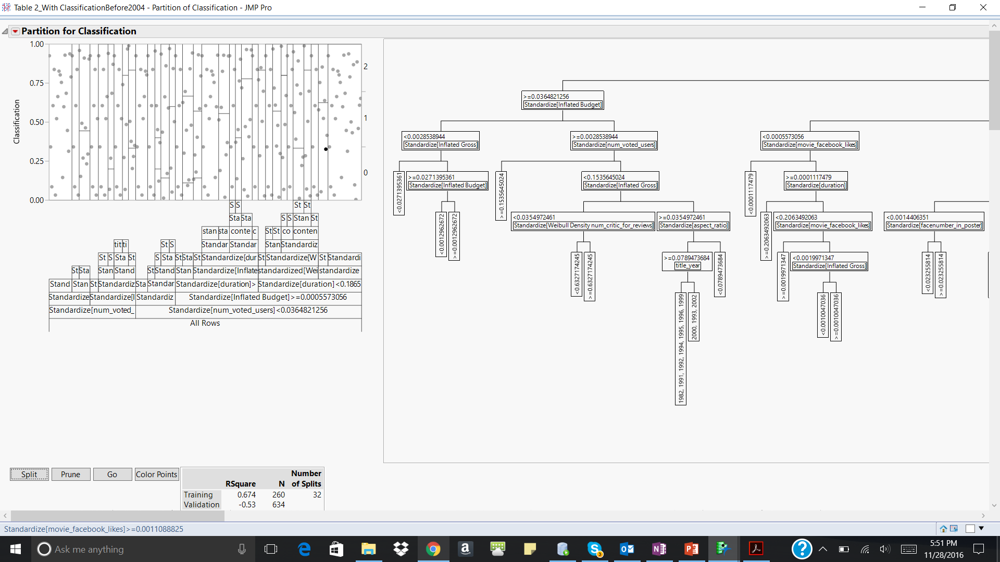 Table 2_With ClassificationBefore2004 - Partition of Classification - JMP Pro
Partition for Classification
Classification
1.00
0.75
0.50
0.25
0.00
2
1
0
S S St St
Sta Sta S S Stan St
stan sta conte c St St co conten
tit ti St S Standar Standar Stan Standardiz
St S Sta St S Sta St Sta St Standardize[dur St Standardize[W St Standardi
St Sta Stan Stand St Stand Stan Standardize[Inflate standardized[Wei standardize
Stand Stan St Standardiz Sta Standar Standardize[duration]> Standardize[duration]<0.1865
Standardize Standardize[I Standardiz Standardize[Inflated Budget]>=0.0005573056
Standardize[num_voted_ Standardize[num_voted_users]<0.0364821256
All Rows
>=0.0364821256
Standardize[Inflated Budget]
<0.0028538944
Standardize[Inflated Gross]
>=0.0028538944
Standardize[num_voted_users]
<0.0005573056
Standardize[movie_facebook_likes]
<0.0271395361
>=0.0271395361
Standardize[Inflated Budget]
>=0.1535645024
<0.1535645024
Standardize[Inflated Gross]
<0.0001117479
>=0.0001117479
Standardize[duration]
<0.0012962672
>=0.0012962672
<0.0354972461
Standardize[Weibull Density num_critic_for_reviews]
>=0.0354972461
Standardize[aspect_ratio]
>=0.2063492063
<0.2063492063
Standardize[movie_facebook_likes]
<0.0014406351
Standardize[facenumber_in_poster]
<0.6327174245
>=0.6327174245
>=0.0789473684
title_year
<0.0789473684
>=0.0019971347
<0.0019971347
Standardize[Inflated Gross]
<0.023255814
>=0.023255814
1982, 1991, 1992, 1994, 1995, 1996, 1999
2000, 1993, 2002
<0.0010047036
>=0.0010047036
Split Prune Go Color Points
Number
RSquare N of Splits
Training 0.674 260 32
Validation -0.53 634
Standardize[movie_facebook_likes]>=0.0011088825
Ask me anything
5:51 PM
11/28/2016